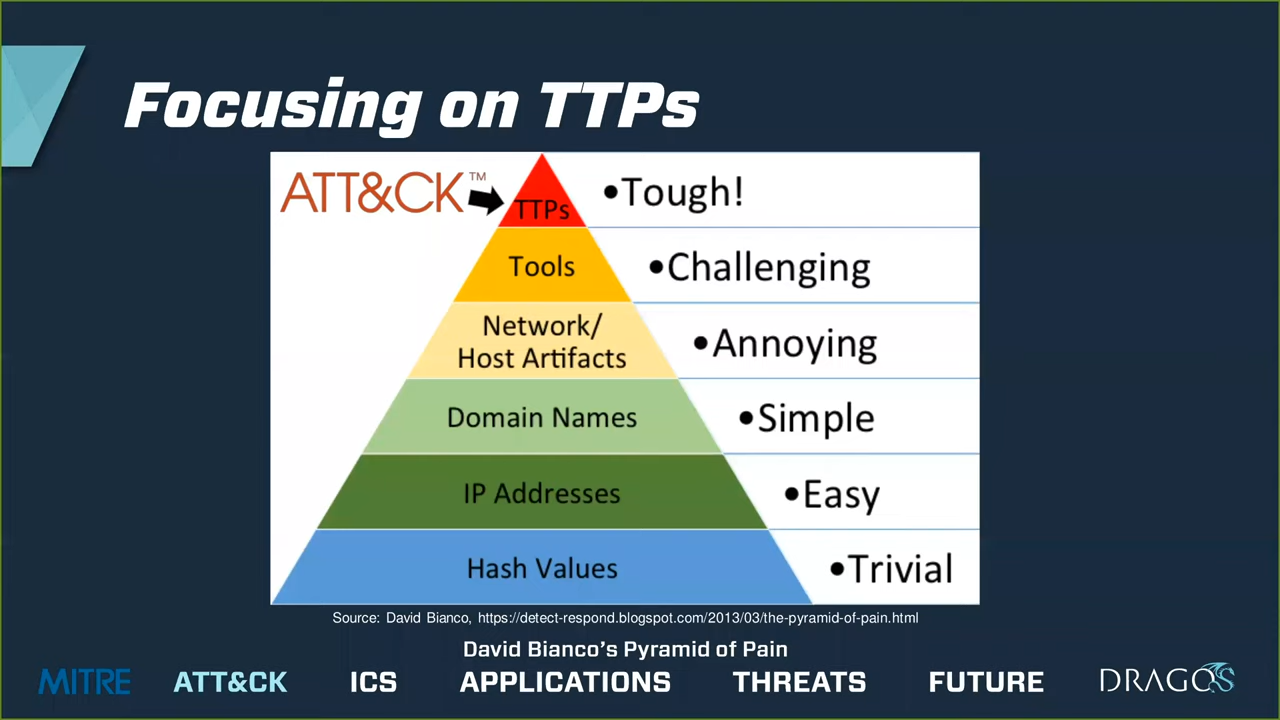 Focusing on TTPs
ATT&CK™
TTPs
•Tough!
Tools
•Challenging
Network/
Host Artifacts
•Annoying
Domain Names
•Simple
IP Addresses
•Easy
Hash Values
•Trivial
Source: David Bianco, https://detect-respond.blogspot.com/2013/03/the-pyramid-of-pain.html
David Bianco’s Pyramid of Pain
MITRE ATT&CK ICS APPLICATIONS THREATS FUTURE DRAGOS